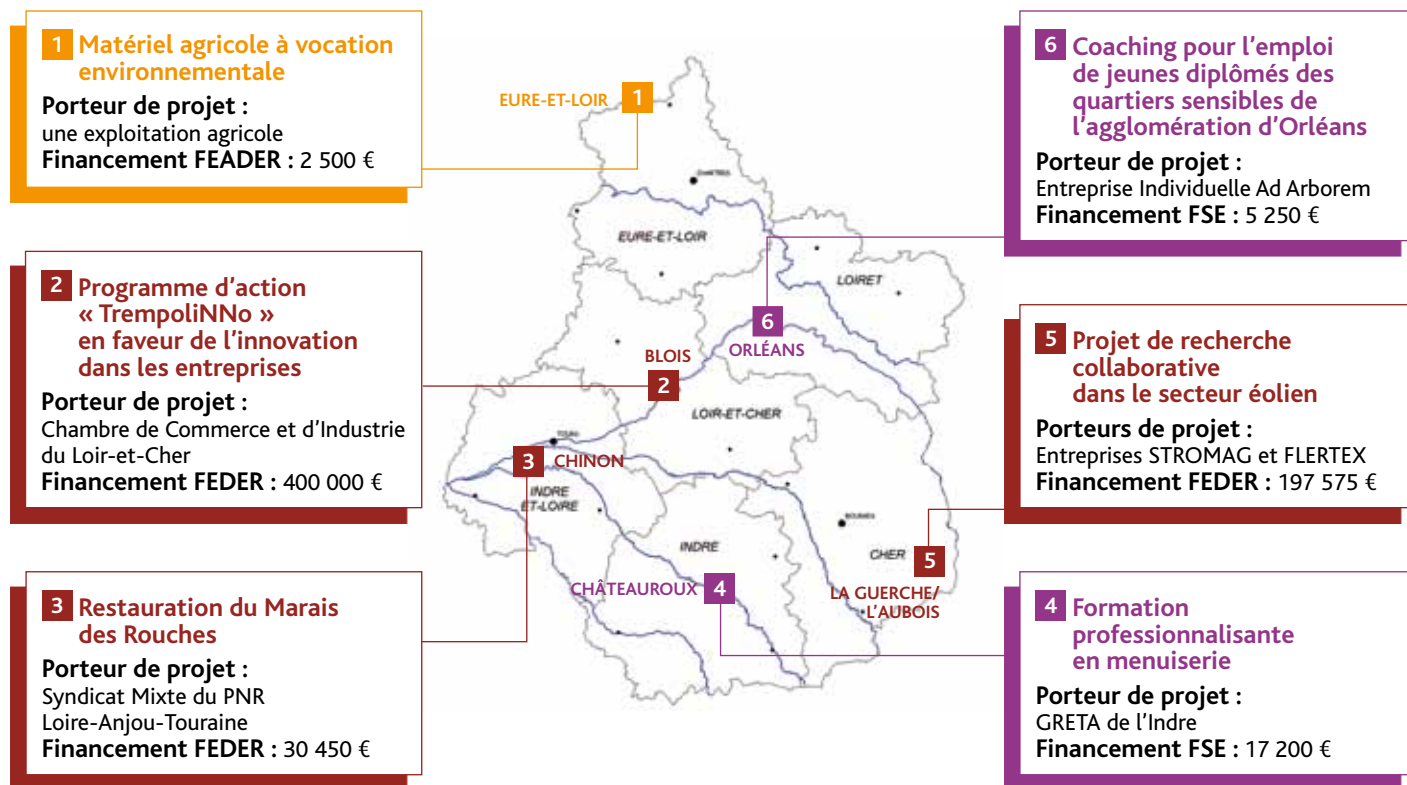 1 Matériel agricole à vocation
environnementale
Porteur de projet :
une exploitation agricole
Financement FEADER : 2 500 €
2 Programme d’action
« TrempoliNNo »
en faveur de l’innovation
dans les entreprises
Porteur de projet :
Chambre de Commerce et d’Industrie
du Loir-et-Cher
Financement FEDER : 400 000 €
3 Restauration du Marais
des Rouches
Porteur de projet :
Syndicat Mixte du PNR
Loire-Anjou-Touraine
Financement FEDER : 30 450 €
EURE-ET-LOIR 1
CHARTRES
EURE-ET-LOIR
LOIRET
6
ORLÉANS
BLOIS
2
LOIR-ET-CHER
TOURS
3 CHINON
INDRE
ET-LOIRE
BOURGES
INDRE
CHER
5
CHÂTEAUROUX 4
LA GUERCHE/
L’AUBOIS
6 Coaching pour l’emploi
de jeunes diplômés des
quartiers sensibles de
l’agglomération d’Orléans
Porteur de projet :
Entreprise Individuelle Ad Arborem
Financement FSE : 5 250 €
5 Projet de recherche
collaborative
dans le secteur éolien
Porteurs de projet :
Entreprises STROMAG et FLERTEX
Financement FEDER : 197 575 €
4 Formation
professionnalisante
en menuiserie
Porteur de projet :
GRETA de l’Indre
Financement FSE : 17 200 €